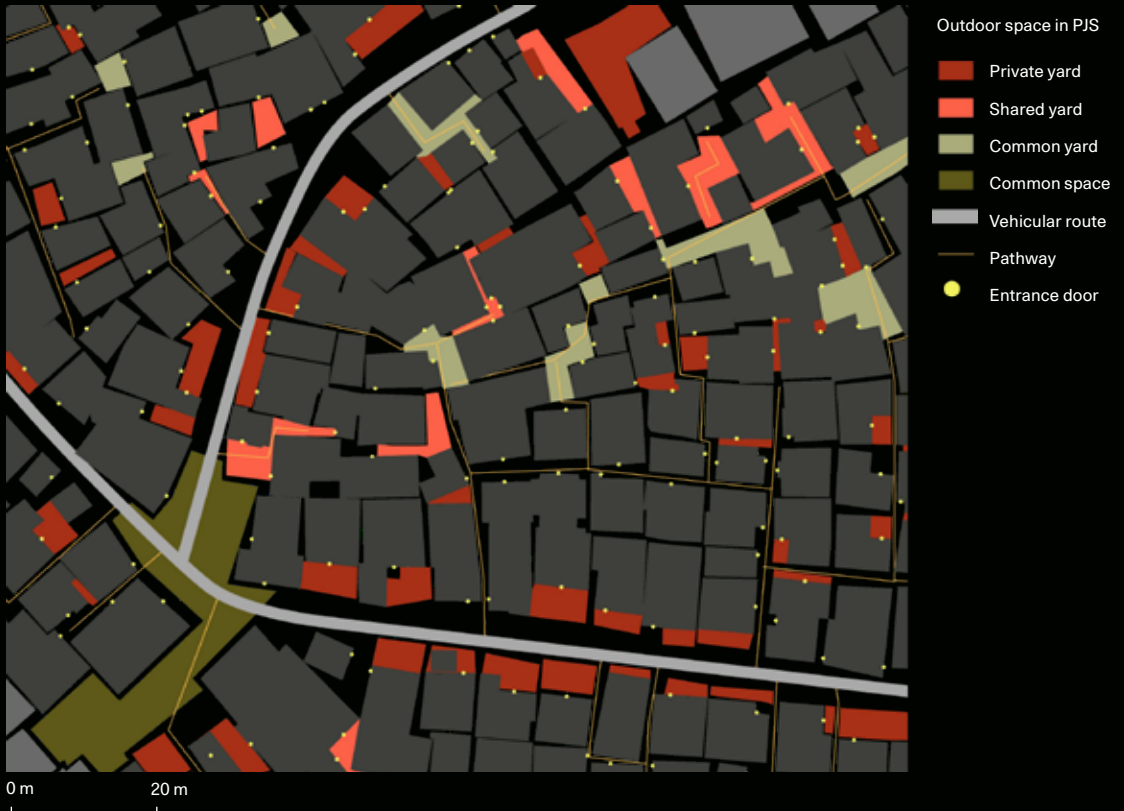 Outdoor space in PJS
Private yard
Shared yard
Common yard
Common space
Vehicular route
Pathway
Entrance door
0 m
20 m